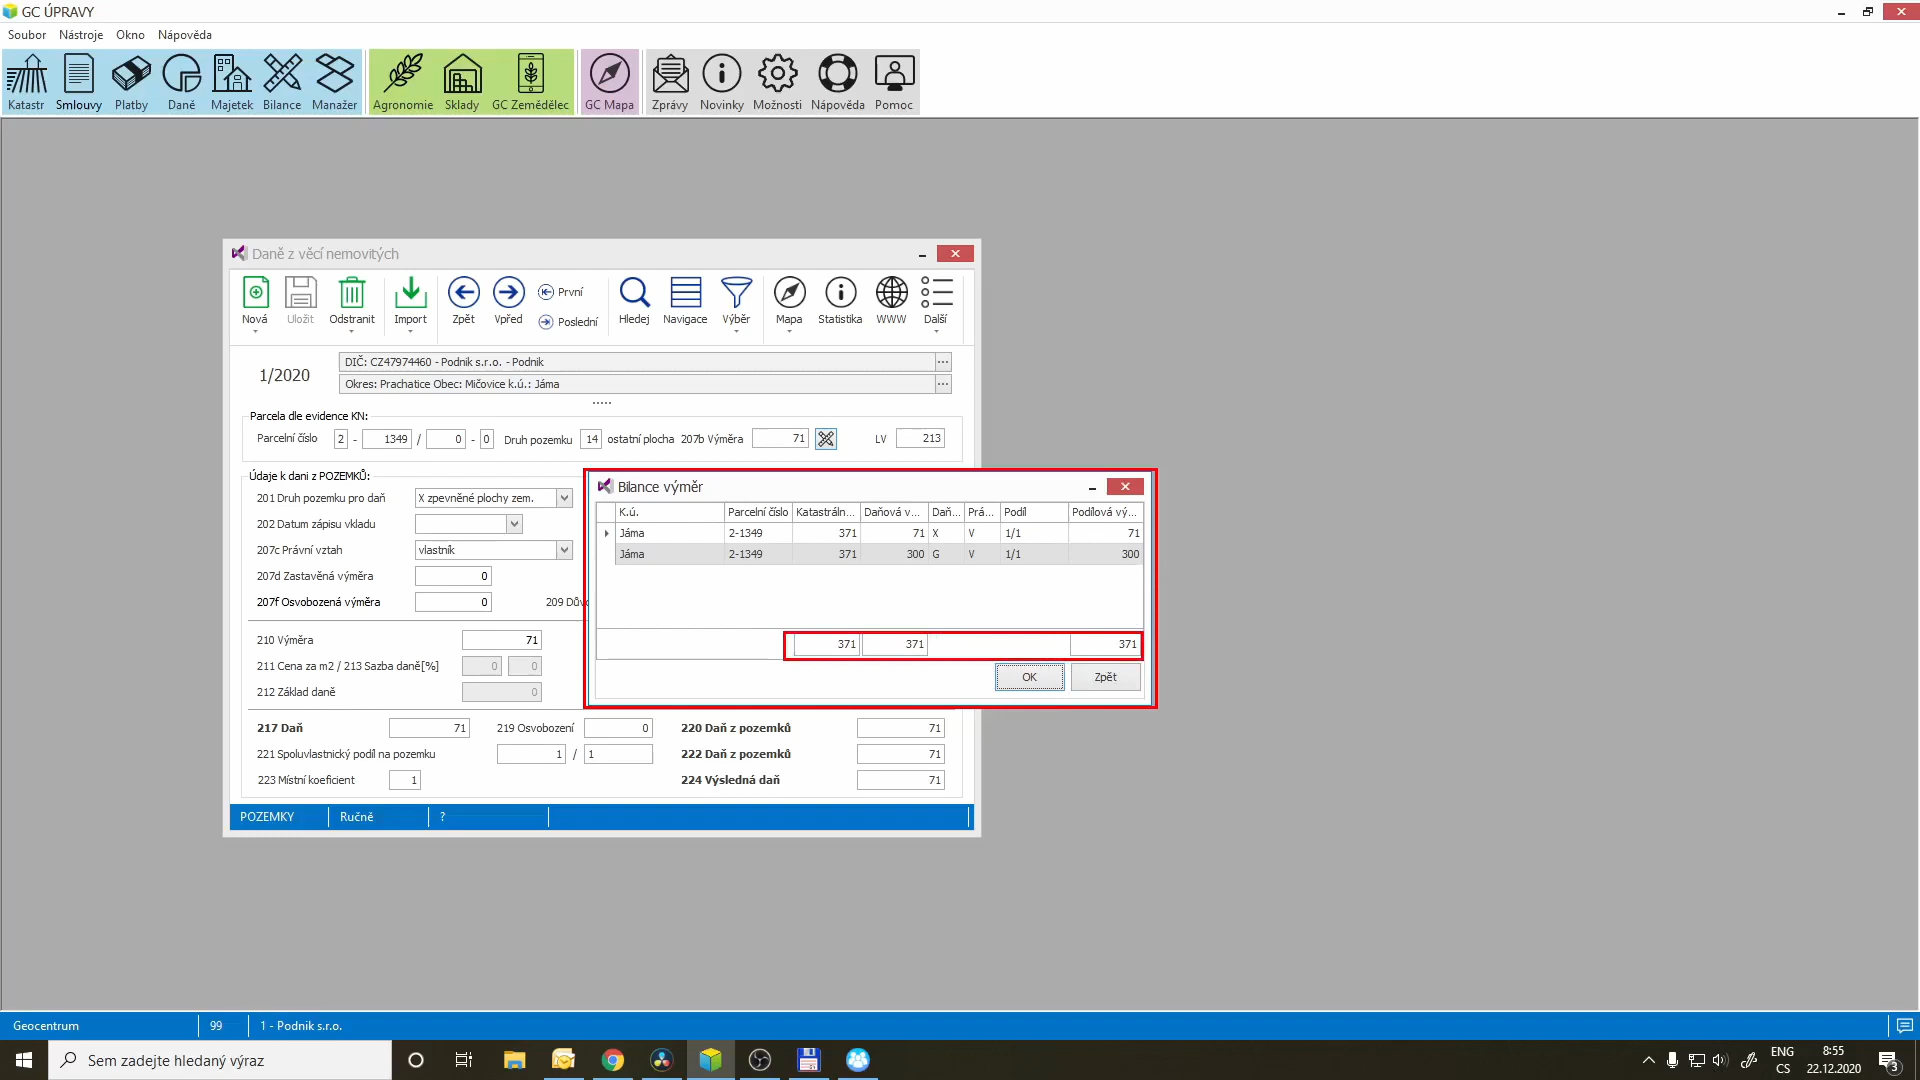 GC ÚPRAVY
Soubor Nástroje Okno Nápověda
Katastr Smlouvy Platby Daně Majetek Bilance Manažer Agronomie Sklady GC Zemědělec GC Mapa Zprávy Novinky Možnosti Nápověda Pomoc
Daně z věcí nemovitých
Nová Uložit Odstranit Import Zpět Vpřed První Poslední Hledej Navigace Výběr Mapa Statistika WWW Další
1/2020
DIČ: CZ47974460 - Podnik s.r.o. - Podnik ...
Okres: Prachatice Obec: Mičovice k.ú.: Jáma ...
.....
Parcela dle evidence KN:
Parcelní číslo 2 - 1349 / 0 - 0 Druh pozemku 14 ostatní plocha 207b Výměra 71 LV 213
Údaje k dani z POZEMKŮ:
201 Druh pozemku pro daň X zpevněné plochy zem.
202 Datum zápisu vkladu
207c Právní vztah vlastník
207d Zastavěná výměra 0
207f Osvobozená výměra 0 209 Důvo
210 Výměra 71
211 Cena za m2 / 213 Sazba daně[%] 0 0
212 Základ daně 0
217 Daň 71 219 Osvobození 0 220 Daň z pozemků 71
221 Spoluvlastnický podíl na pozemku 1 / 1 222 Daň z pozemků 71
223 Místní koeficient 1 224 Výsledná daň 71
POZEMKY Ručně ?
Bilance výměr
K.ú. Parcelní číslo Katastráln... Daňová v... Daň... Prá... Podíl Podílová vý...
Jáma 2-1349 371 71 X V 1/1 71
Jáma 2-1349 371 300 G V 1/1 300
371 371 371
OK Zpět
Geocentrum 99 1 - Podnik s.r.o.
Sem zadejte hledaný výraz
ENG
CS
8:55
22.12.2020
3